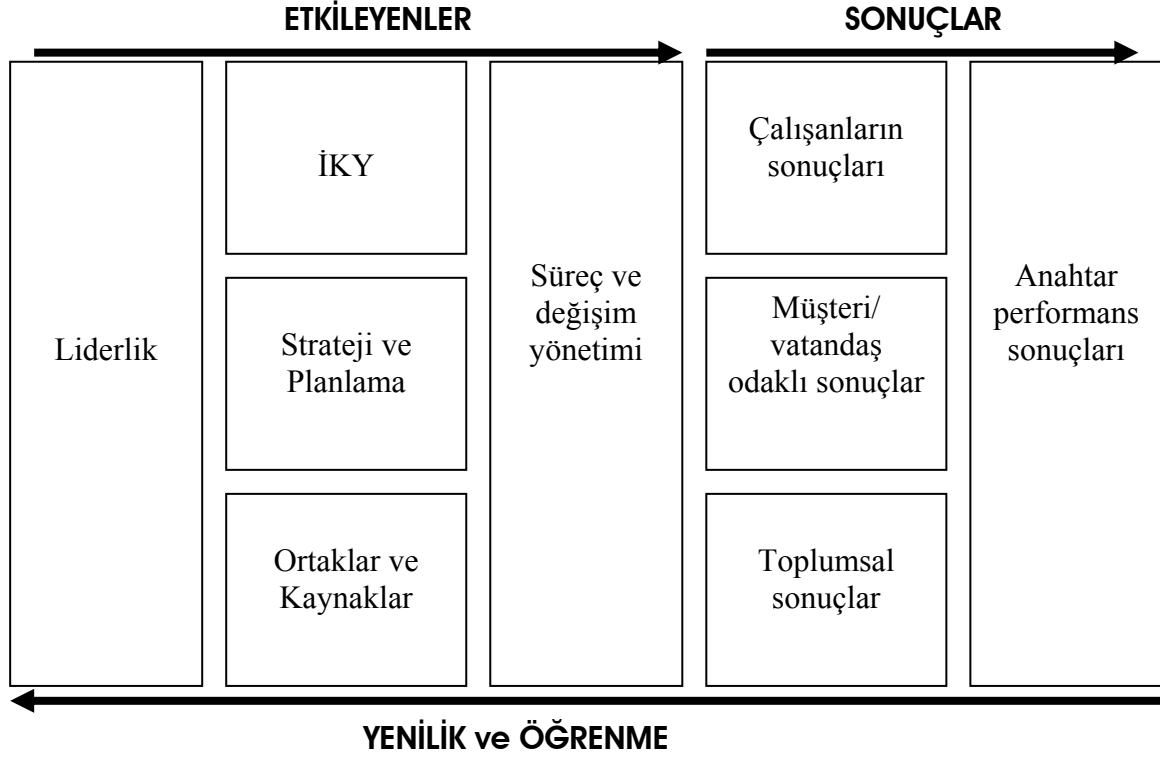 ETKİLEYENLER
SONUÇLAR
Liderlik
İKY
Strateji ve
Planlama
Ortaklar ve
Kaynaklar
Süreç ve
değişim
yönetimi
Çalışanların
sonuçları
Müşteri/
vatandaş
odaklı sonuçlar
Toplumsal
sonuçlar
Anahtar
performans
sonuçları
YENİLİK ve ÖĞRENME